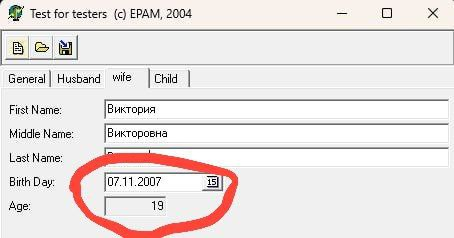 Test for testers (c) EPAM, 2004
General Husband wife Child
First Name: Виктория
Middle Name: Викторовна
Last Name:
Birth Day: 07.11.2007 15
Age: 19